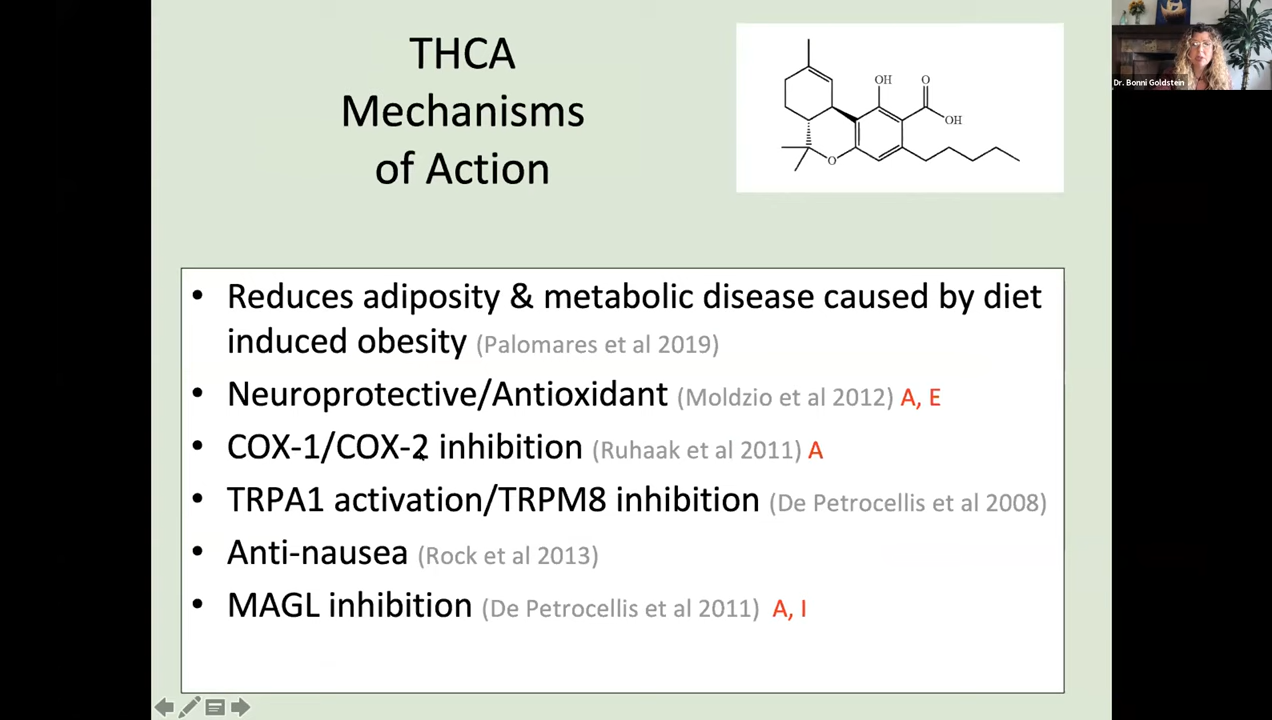 THCA
Mechanisms
of Action
OH
O
OH
O
Dr. Bonni Goldstein
• Reduces adiposity & metabolic disease caused by diet
induced obesity (Palomares et al 2019)
• Neuroprotective/Antioxidant (Moldzio et al 2012) A, E
• COX-1/COX-2 inhibition (Ruhaak et al 2011) A
• TRPA1 activation/TRPM8 inhibition (De Petrocellis et al 2008)
• Anti-nausea (Rock et al 2013)
• MAGL inhibition (De Petrocellis et al 2011) A, I